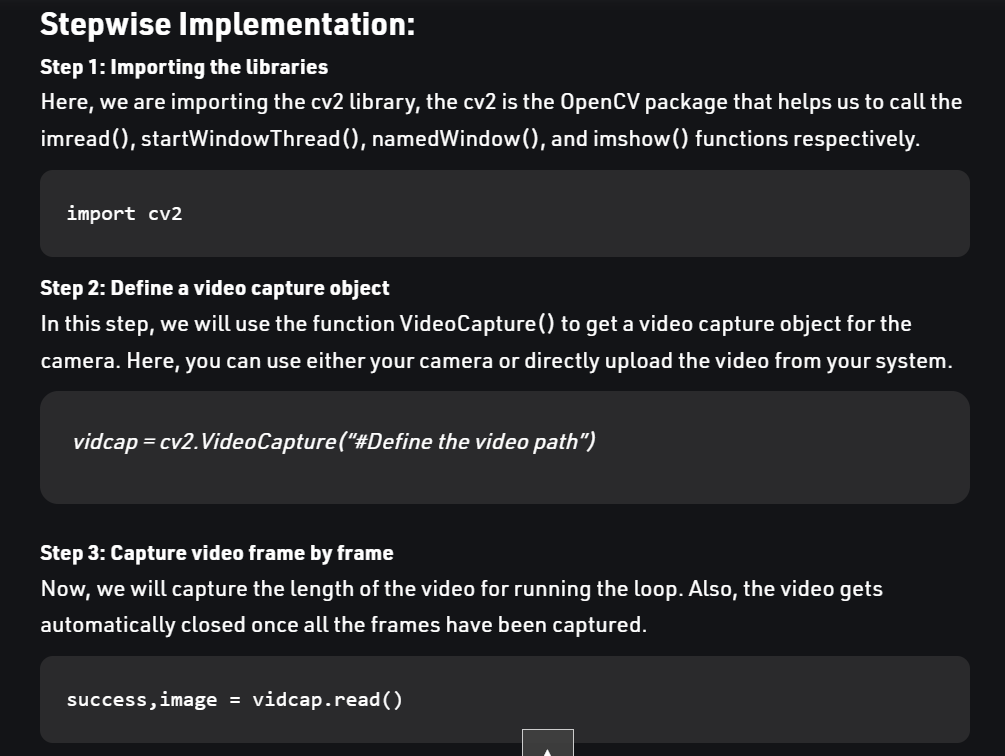 Stepwise Implementation:
Step 1: Importing the libraries
Here, we are importing the cv2 library, the cv2 is the OpenCV package that helps us to call the
imread(), startWindowThread(), namedWindow(), and imshow() functions respectively.
import cv2
Step 2: Define a video capture object
In this step, we will use the function VideoCapture() to get a video capture object for the
camera. Here, you can use either your camera or directly upload the video from your system.
vidcap = cv2.VideoCapture(“#Define the video path”)
Step 3: Capture video frame by frame
Now, we will capture the length of the video for running the loop. Also, the video gets
automatically closed once all the frames have been captured.
success,image = vidcap.read()